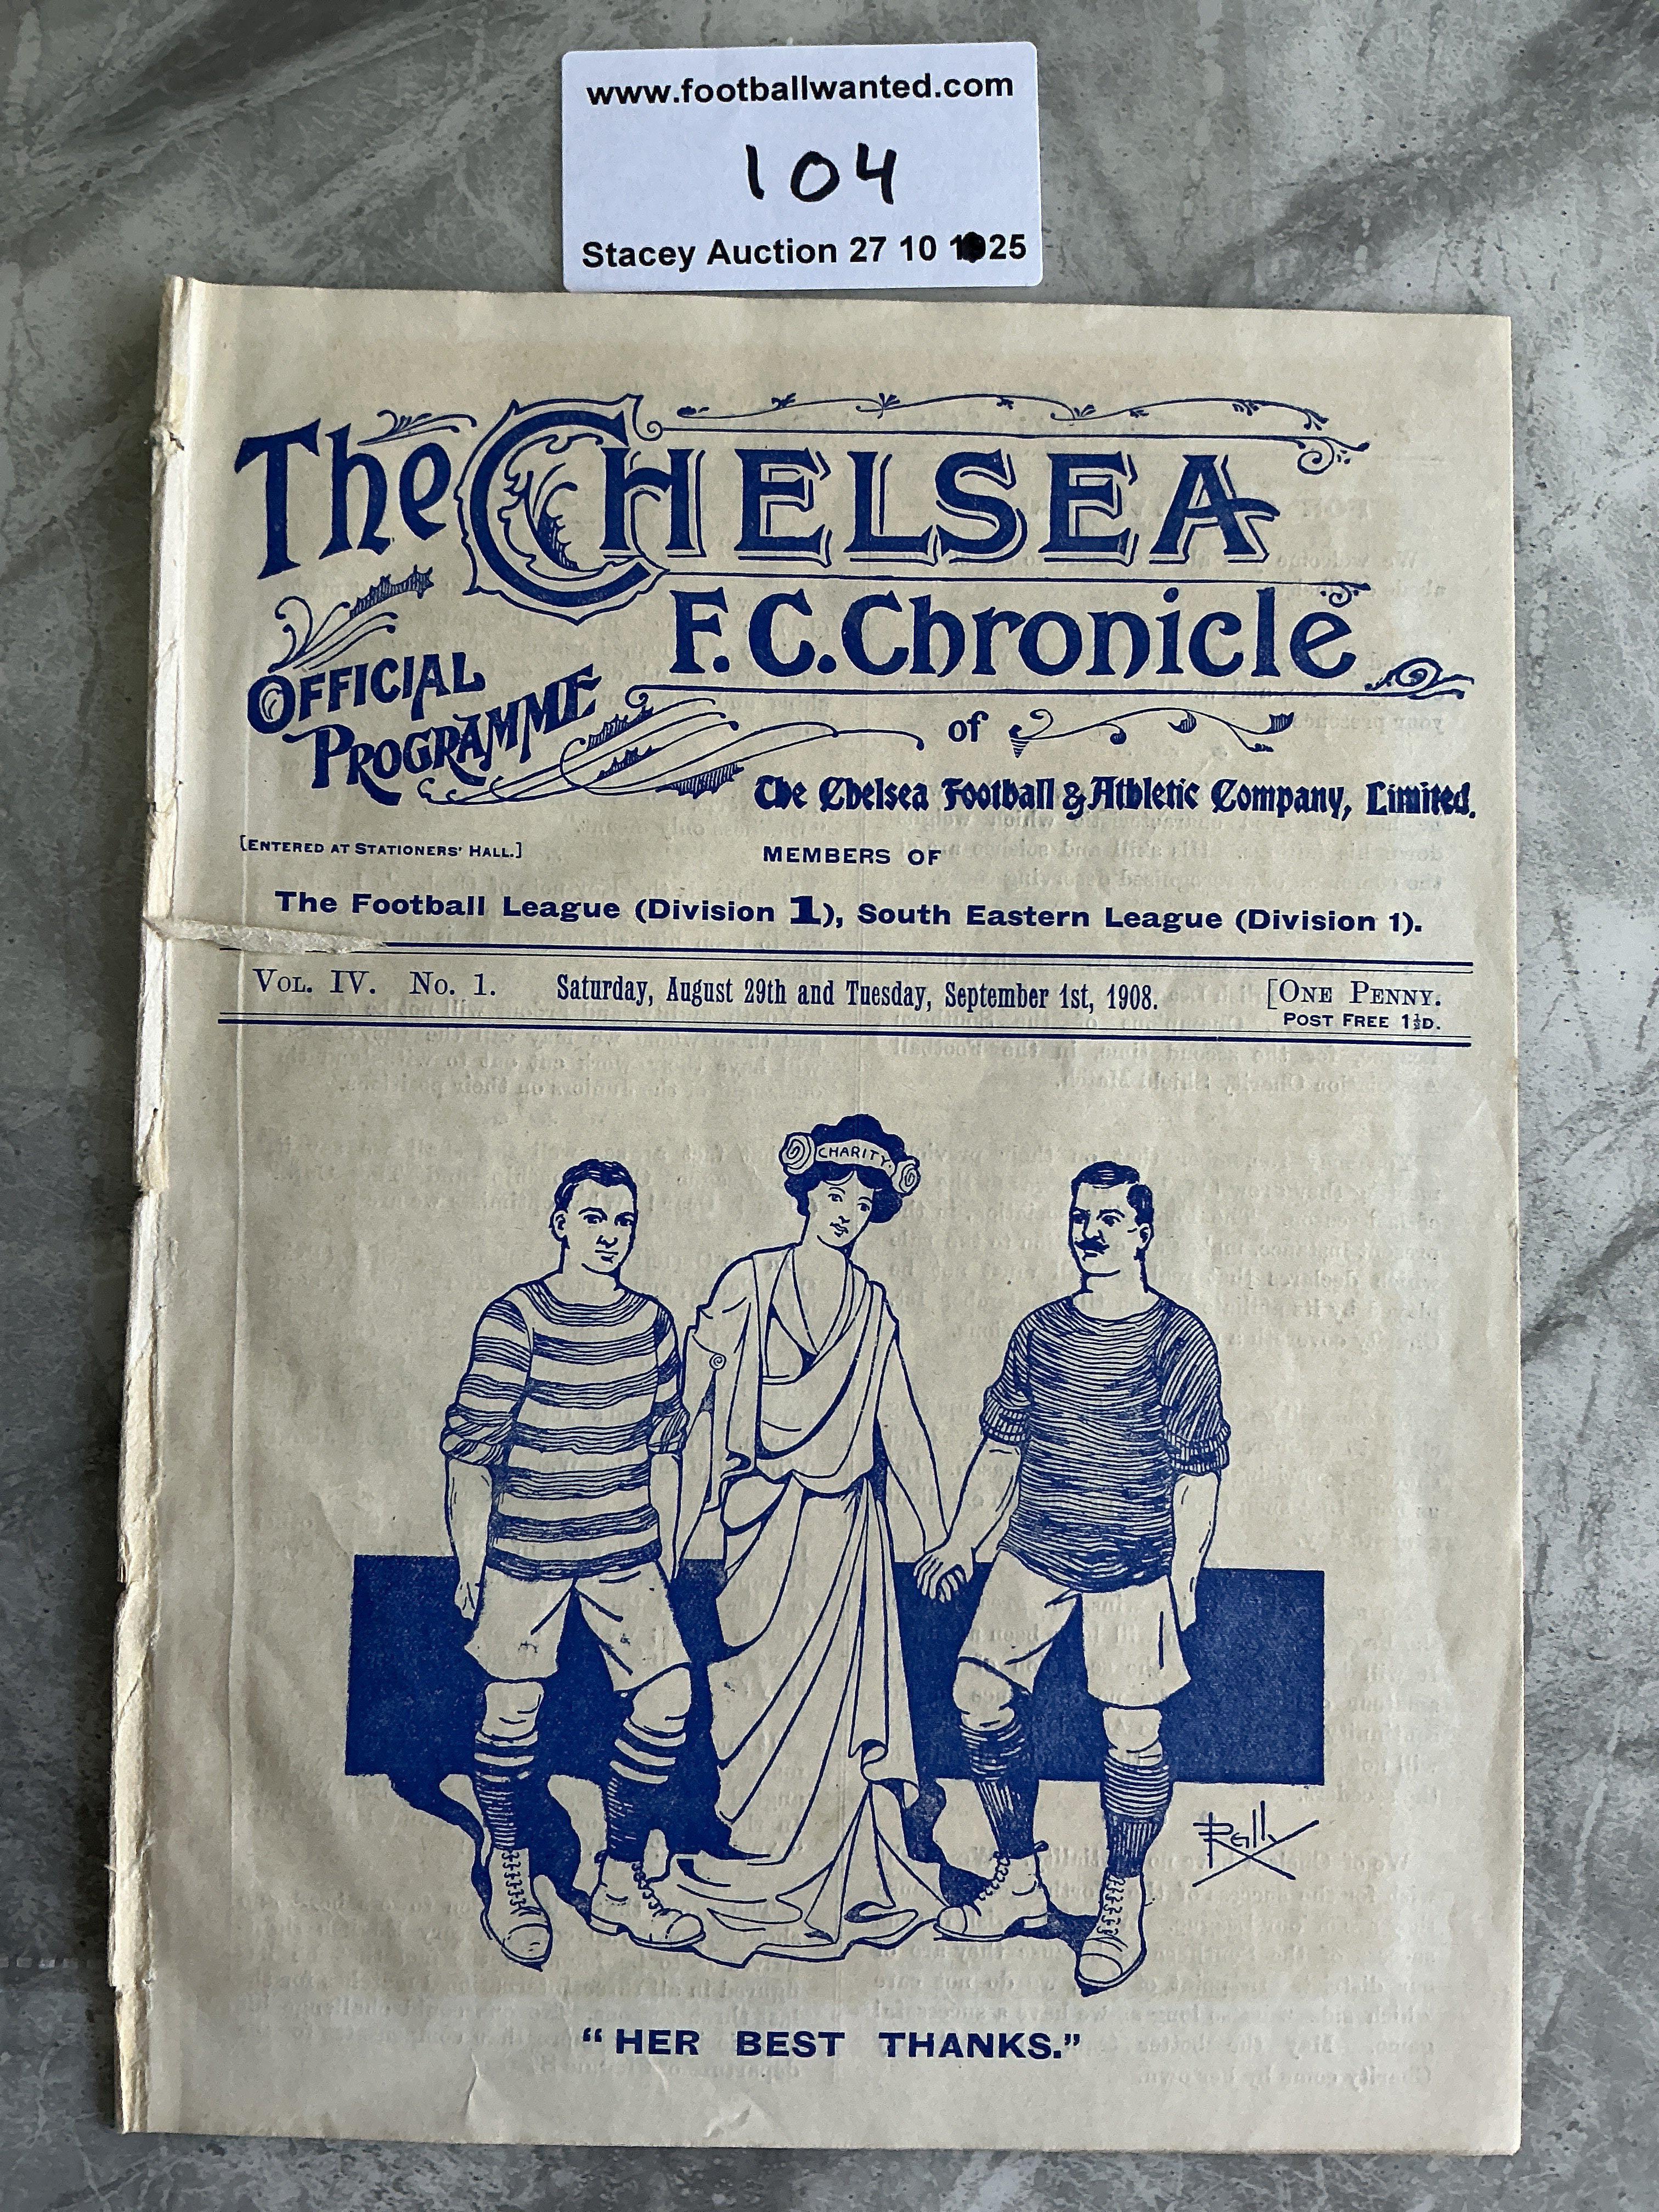 www.footballwanted.com
104
Stacey Auction 27 10 25
The CHELSEA
F.C. Chronicle
OFFICIAL
PROGRAMME
of
The Chelsea Football & Athletic Company, Limited.
[ENTERED AT STATIONERS' HALL.]
MEMBERS OF
The Football League (Division 1), South Eastern League (Division 1).
VOL. IV. No. 1. Saturday, August 29th and Tuesday, September 1st, 1908. [ONE PENNY.
POST FREE 1½D.
CHARITY.
"HER BEST THANKS."